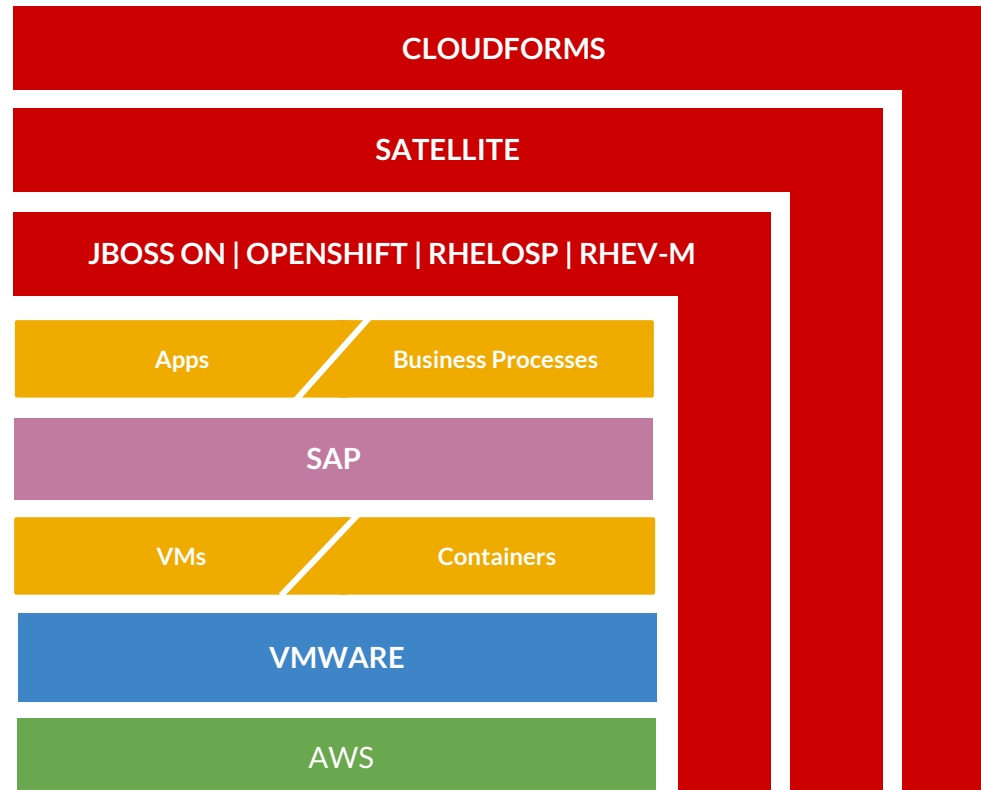 CLOUDFORMS
SATELLITE
JBOSS ON | OPENSHIFT | RHELOSP | RHEV-M
Apps
Business Processes
SAP
VMs
Containers
VMWARE
AWS